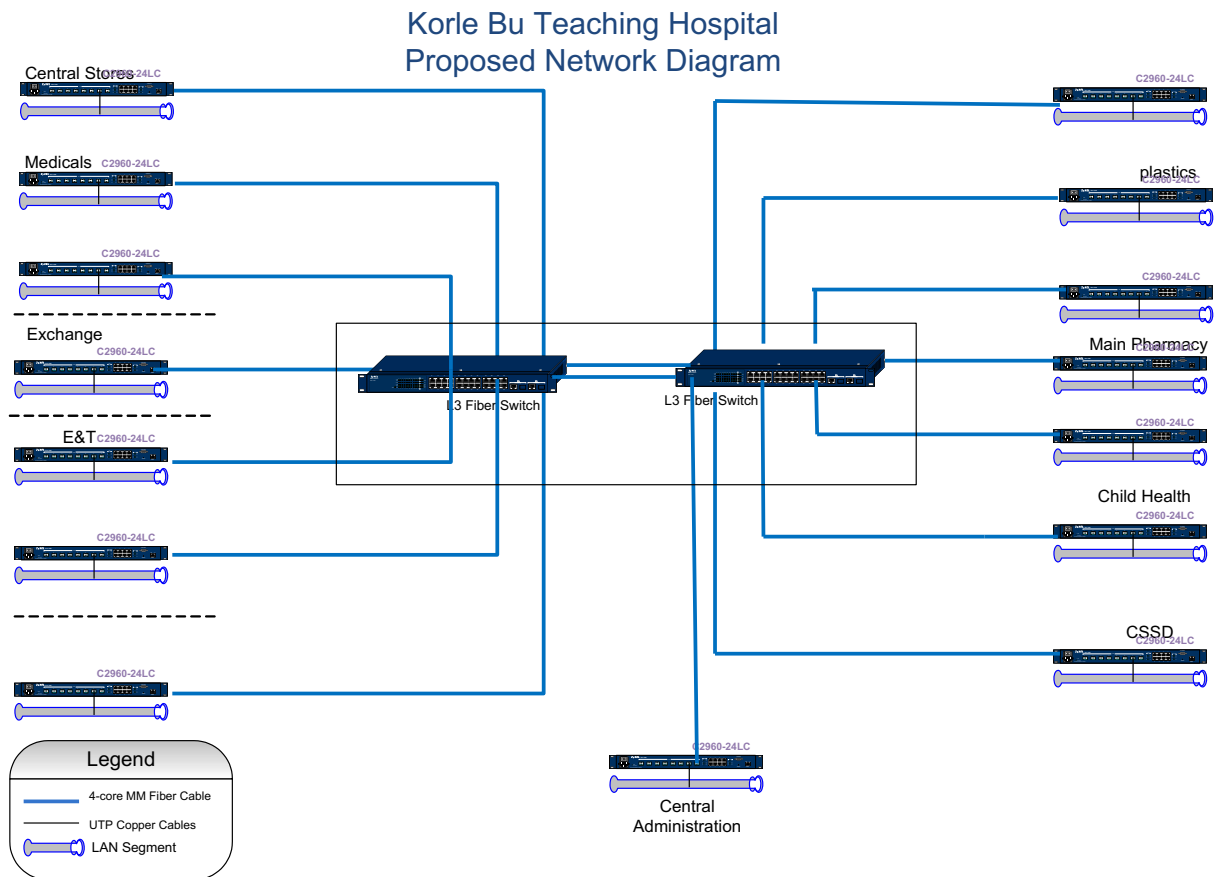 Korle Bu Teaching Hospital
Proposed Network Diagram
Central Stores
C2960-24LC
C2960-24LC
Medicals
C2960-24LC
plastics
C2960-24LC
C2960-24LC
C2960-24LC
Exchange
C2960-24LC
Main Pharmacy
C2960-24LC
L3 Fiber Switch
L3 Fiber Switch
E&T
C2960-24LC
C2960-24LC
Child Health
C2960-24LC
C2960-24LC
CSSD
C2960-24LC
C2960-24LC
C2960-24LC
Central
Administration
Legend
4-core MM Fiber Cable
UTP Copper Cables
LAN Segment